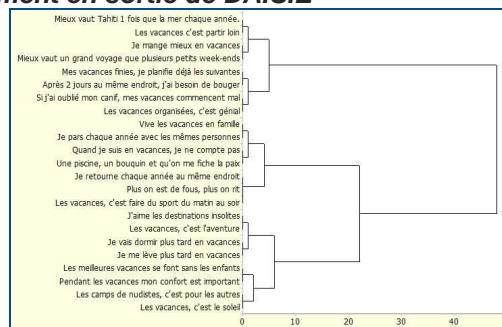 ment en sortie de DAISIE
Mieux vaut Tahiti 1 fois que la mer chaque année.
Les vacances c'est partir loin
Je mange mieux en vacances
Mieux vaut un grand voyage que plusieurs petits week-ends
Mes vacances finies, je planifie déjà les suivantes
Après 2 jours au même endroit, j'ai besoin de bouger
Si j'ai oublié mon canif, mes vacances commencent mal
Les vacances organisées, c'est génial
Vive les vacances en famille
Je pars chaque année avec les mêmes personnes
Quand je suis en vacances, je ne compte pas
Une piscine, un bouquin et qu'on me fiche la paix
Je retourne chaque année au même endroit
Plus on est de fous, plus on rit
Les vacances, c'est faire du sport du matin au soir
J'aime les destinations insolites
Les vacances, c'est l'aventure
Je vais dormir plus tard en vacances
Je me lève plus tard en vacances
Les meilleures vacances se font sans les enfants
Pendant les vacances mon confort est important
Les camps de nudistes, c'est pour les autres
Les vacances, c'est le soleil
0 10 20 30 40